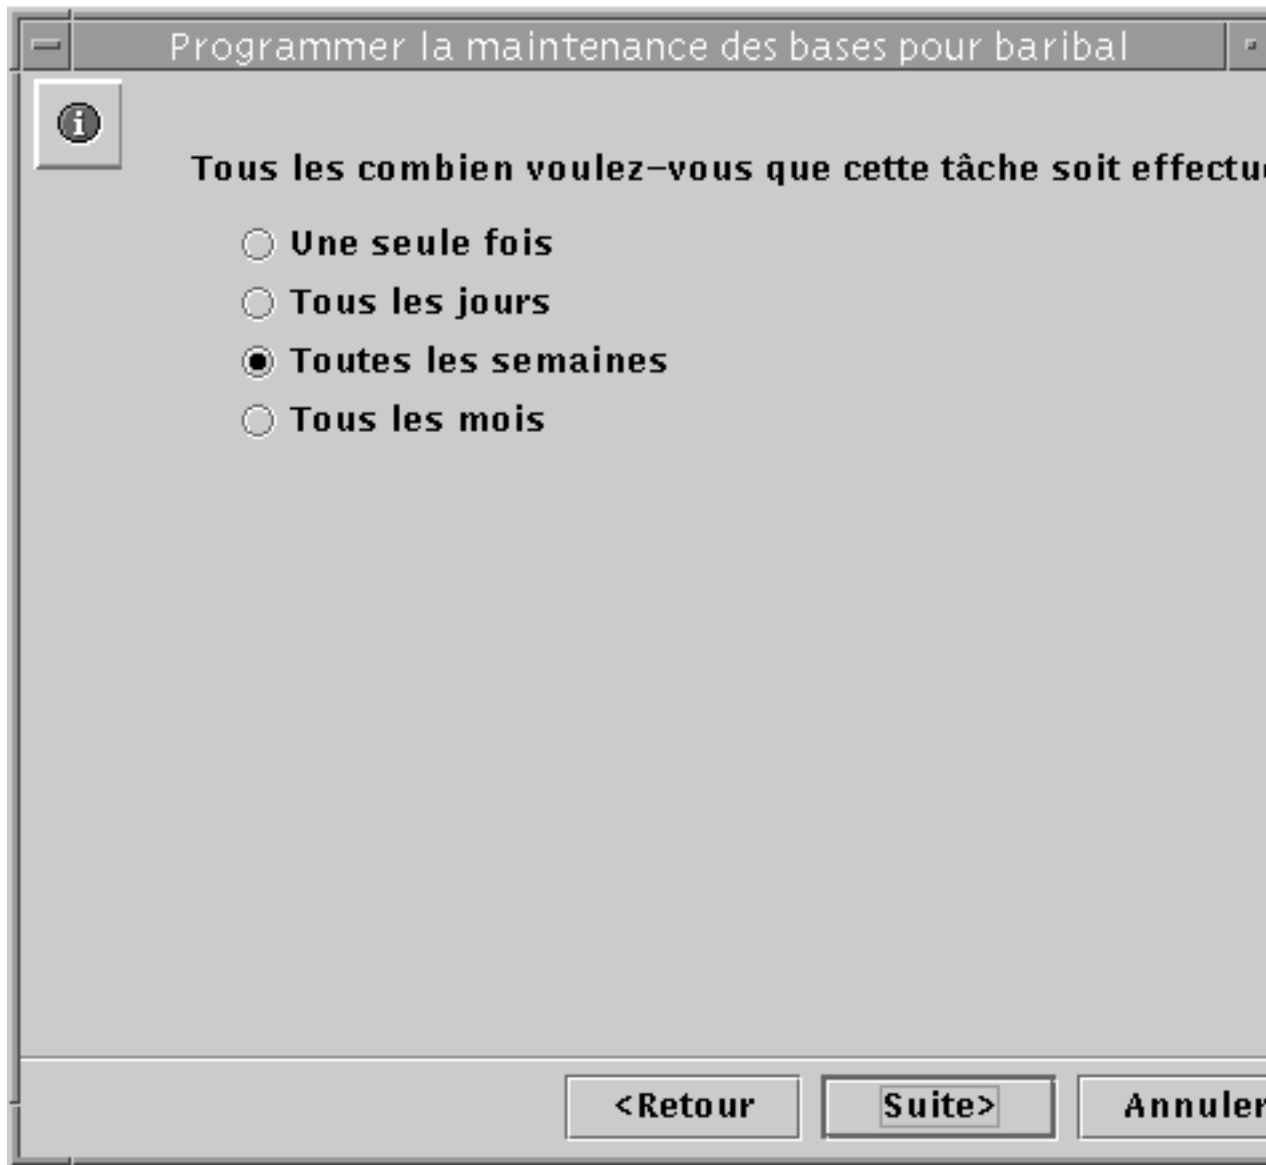 Programmer la maintenance des bases pour baribal
Tous les combien voulez-vous que cette tâche soit
Une seule fois
Tous les jours
Toutes les semaines
Tous les mois
<Retour
Suite>
Annuler